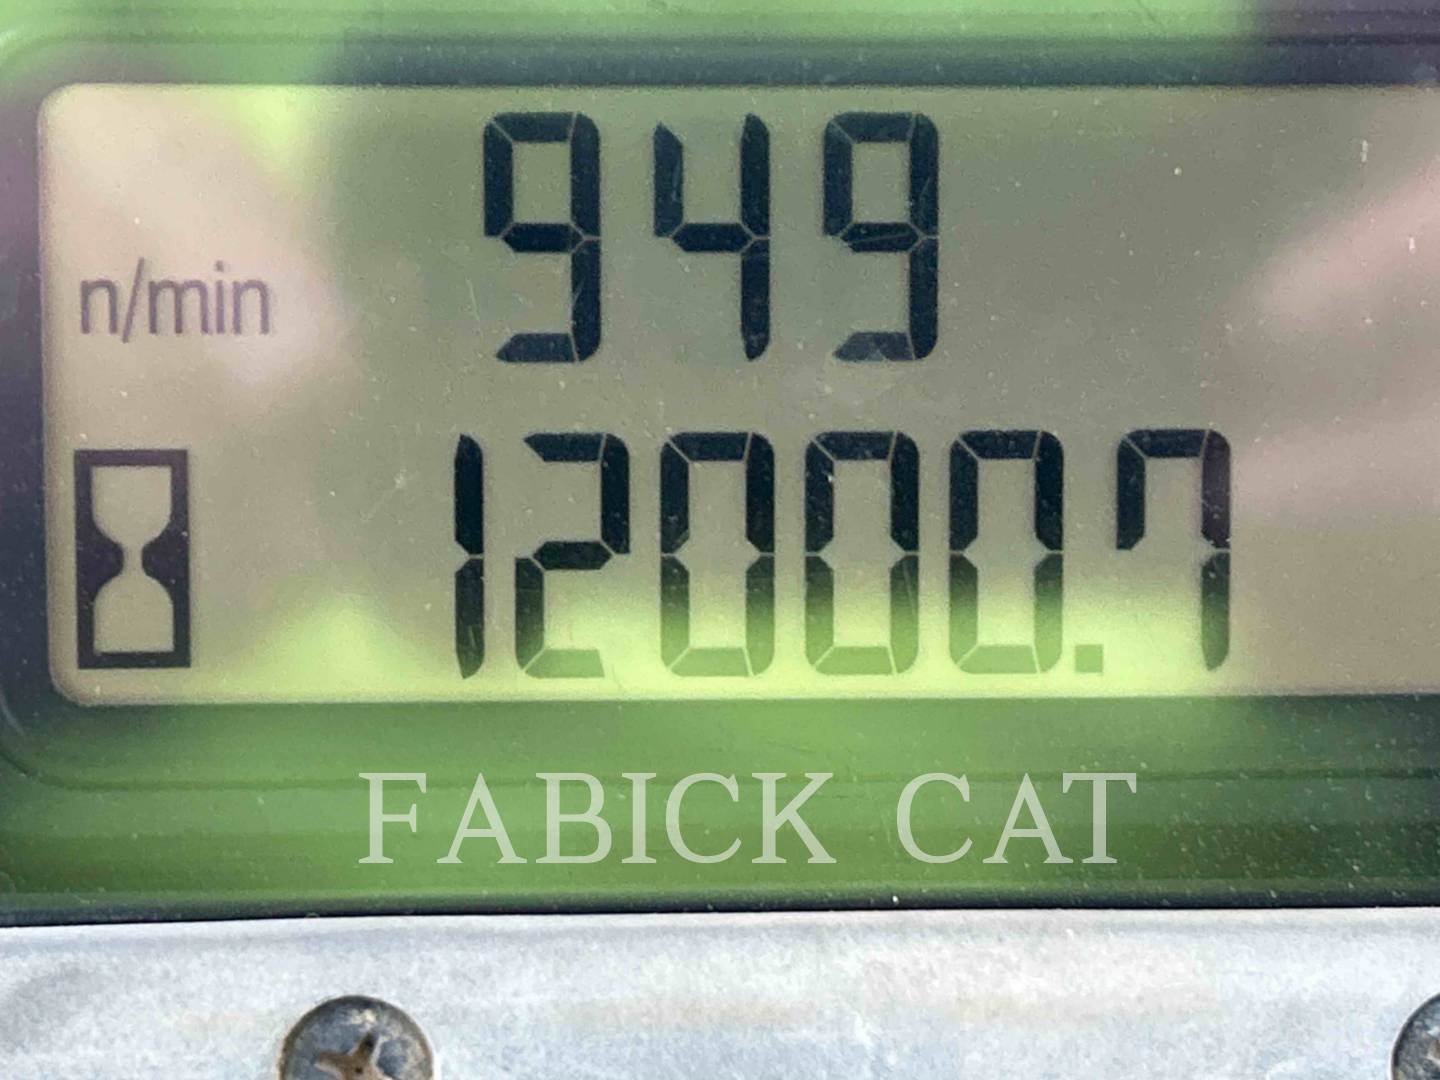 n/min 949
12000.7
FABICK CAT